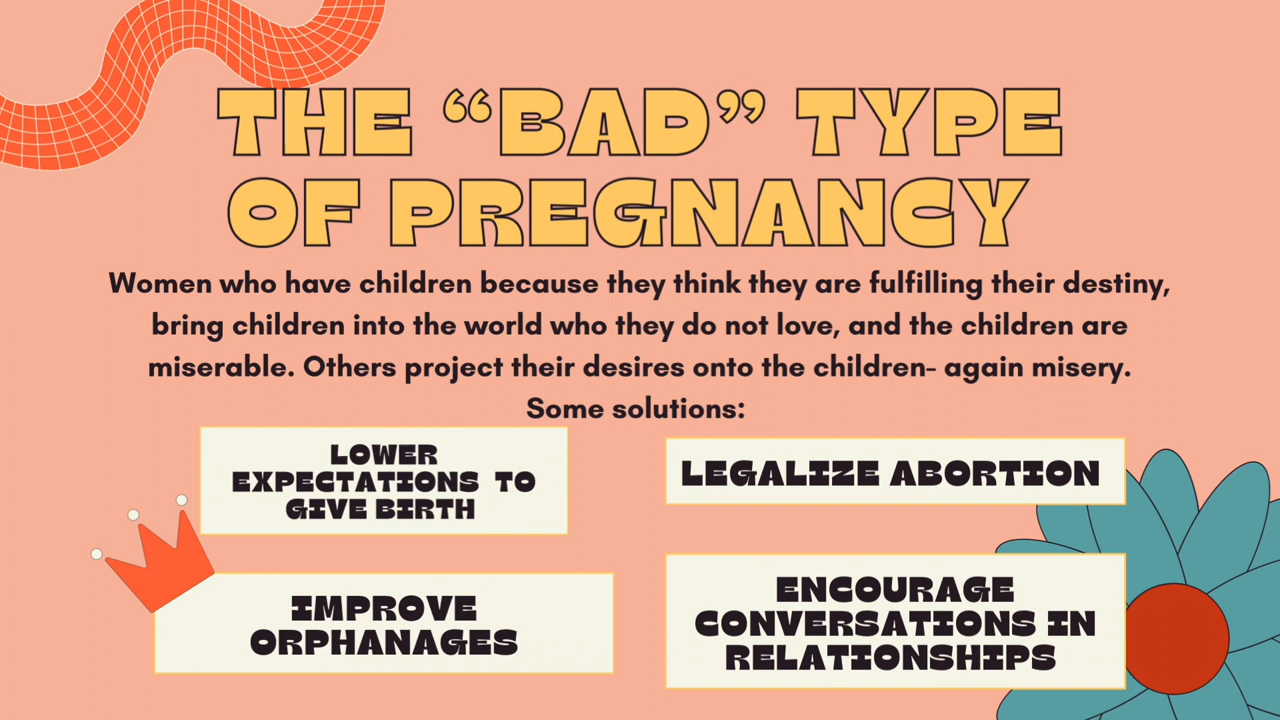 THE “BAD” TYPE
OF PREGNANCY
Women who have children because they think they are fulfilling their destiny,
bring children into the world who they do not love, and the children are
miserable. Others project their desires onto the children- again misery.
Some solutions:
LOWER
EXPECTATIONS TO
GIVE BIRTH
LEGALIZE ABORTION
IMPROVE
ORPHANAGES
ENCOURAGE
CONVERSATIONS IN
RELATIONSHIPS